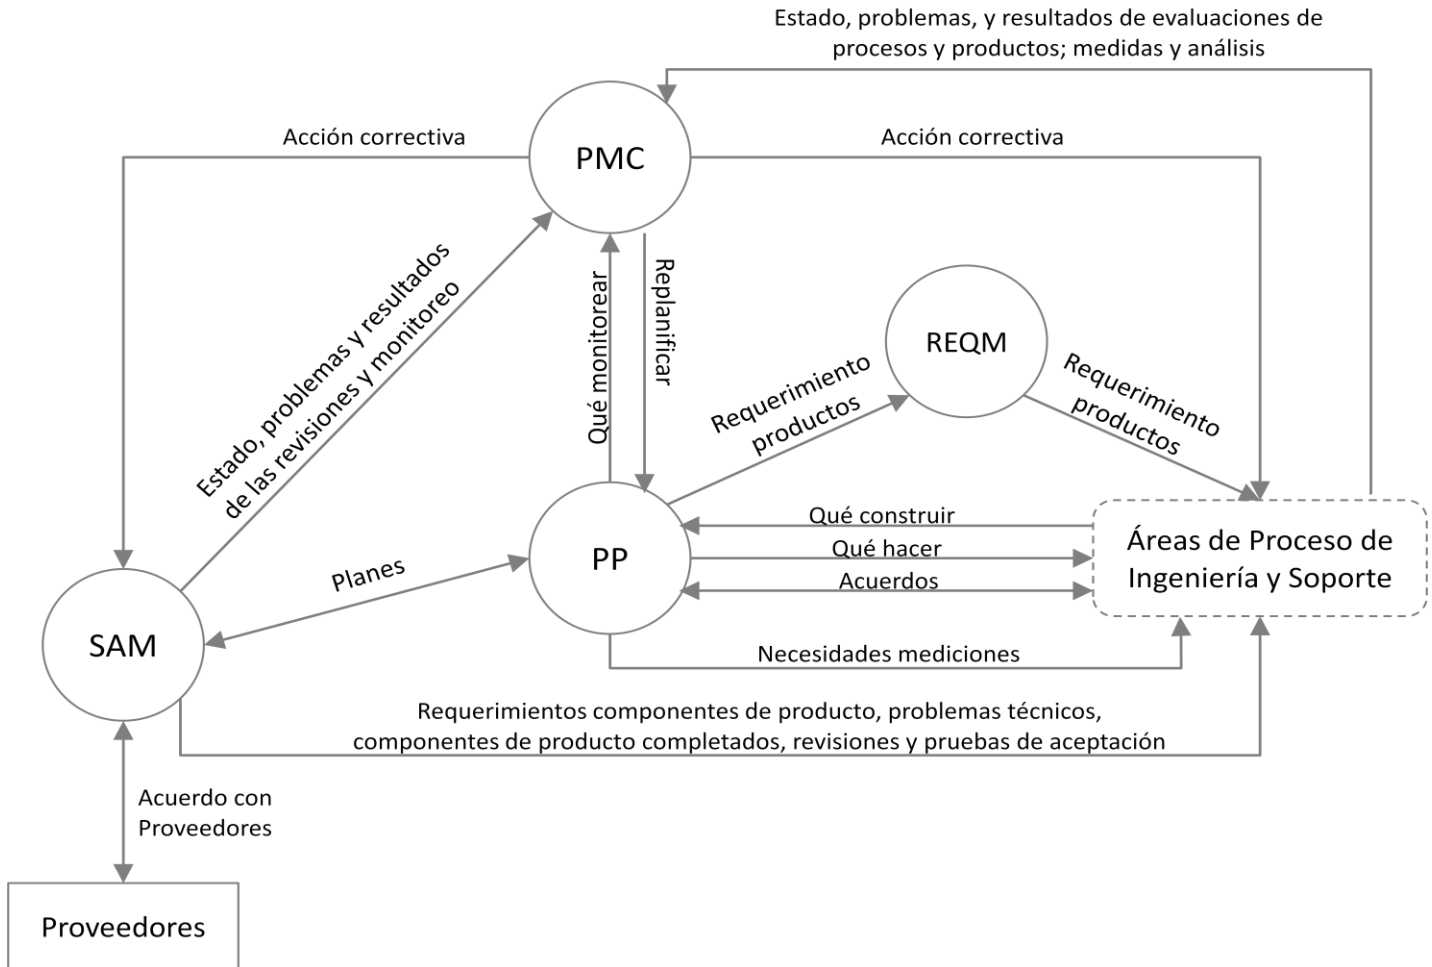 Estado, problemas, y resultados de evaluaciones de
procesos y productos; medidas y análisis
Acción correctiva
PMC
Acción correctiva
Estado, problemas y resultados
de las revisiones y monitoreo
Qué monitorear
Replanificar
REQM
Requerimiento
productos
Requerimiento
productos
Qué construir
Qué hacer
Acuerdos
PP
Áreas de Proceso de
Ingeniería y Soporte
Planes
SAM
Necesidades mediciones
Requerimientos componentes de producto, problemas técnicos,
componentes de producto completados, revisiones y pruebas de aceptación
Acuerdo con
Proveedores
Proveedores